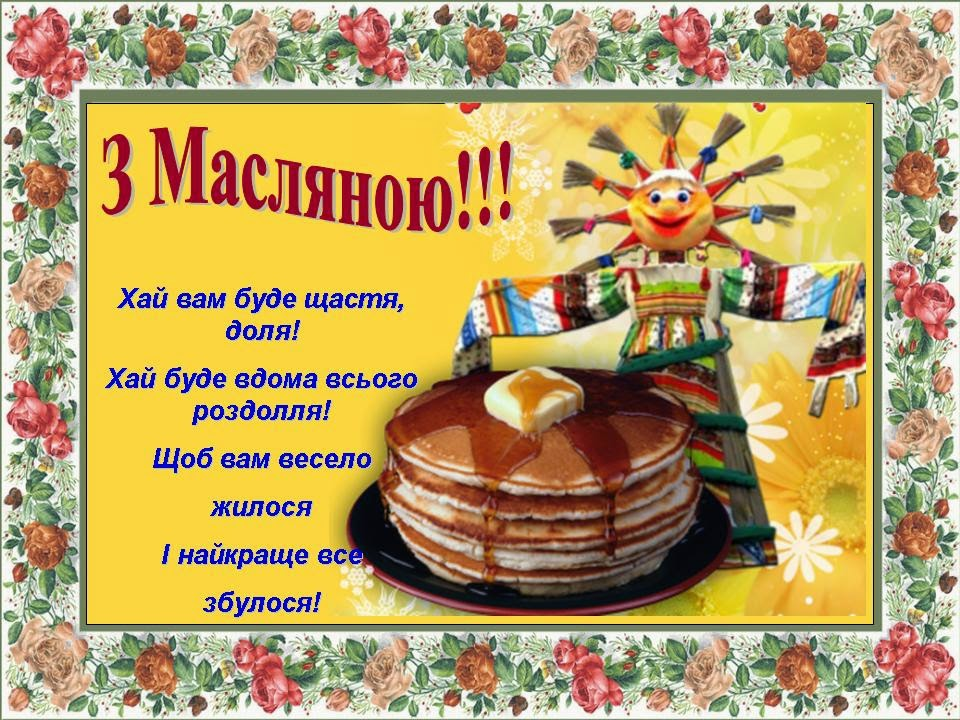 З Масляною!!!
Хай вам буде щастя,
доля!
Хай буде вдома всього
роздолля!
Щоб вам весело
жилося
І найкраще все
збулося!